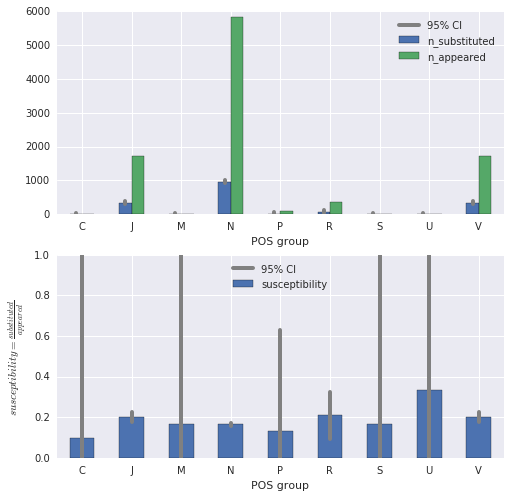 6000
5000
4000
3000
2000
1000
0
95% CI
n_substituted
n_appeared
C J M N P R S U V
POS group
susceptibility = substituted/appeared
1.0
0.8
0.6
0.4
0.2
0.0
95% CI
susceptibility
C J M N P R S U V
POS group